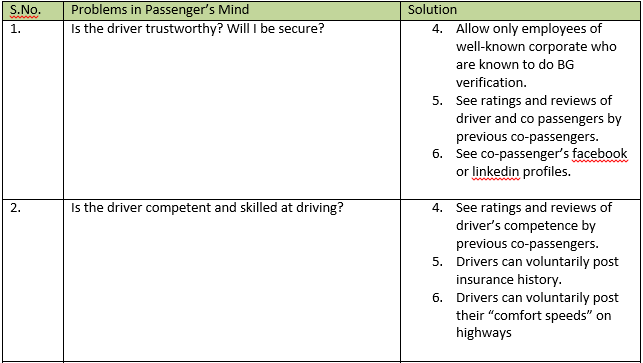 S.No. Problems in Passenger's Mind Solution
1. Is the driver trustworthy? Will I be secure? 4. Allow only employees of
well-known corporate who
are known to do BG
verification.
5. See ratings and reviews of
driver and co passengers by
previous co-passengers.
6. See co-passenger's facebook
or linkedin profiles.
2. Is the driver competent and skilled at driving? 4. See ratings and reviews of
driver's competence by
previous co-passengers.
5. Drivers can voluntarily post
insurance history.
6. Drivers can voluntarily post
their “comfort speeds” on
highways